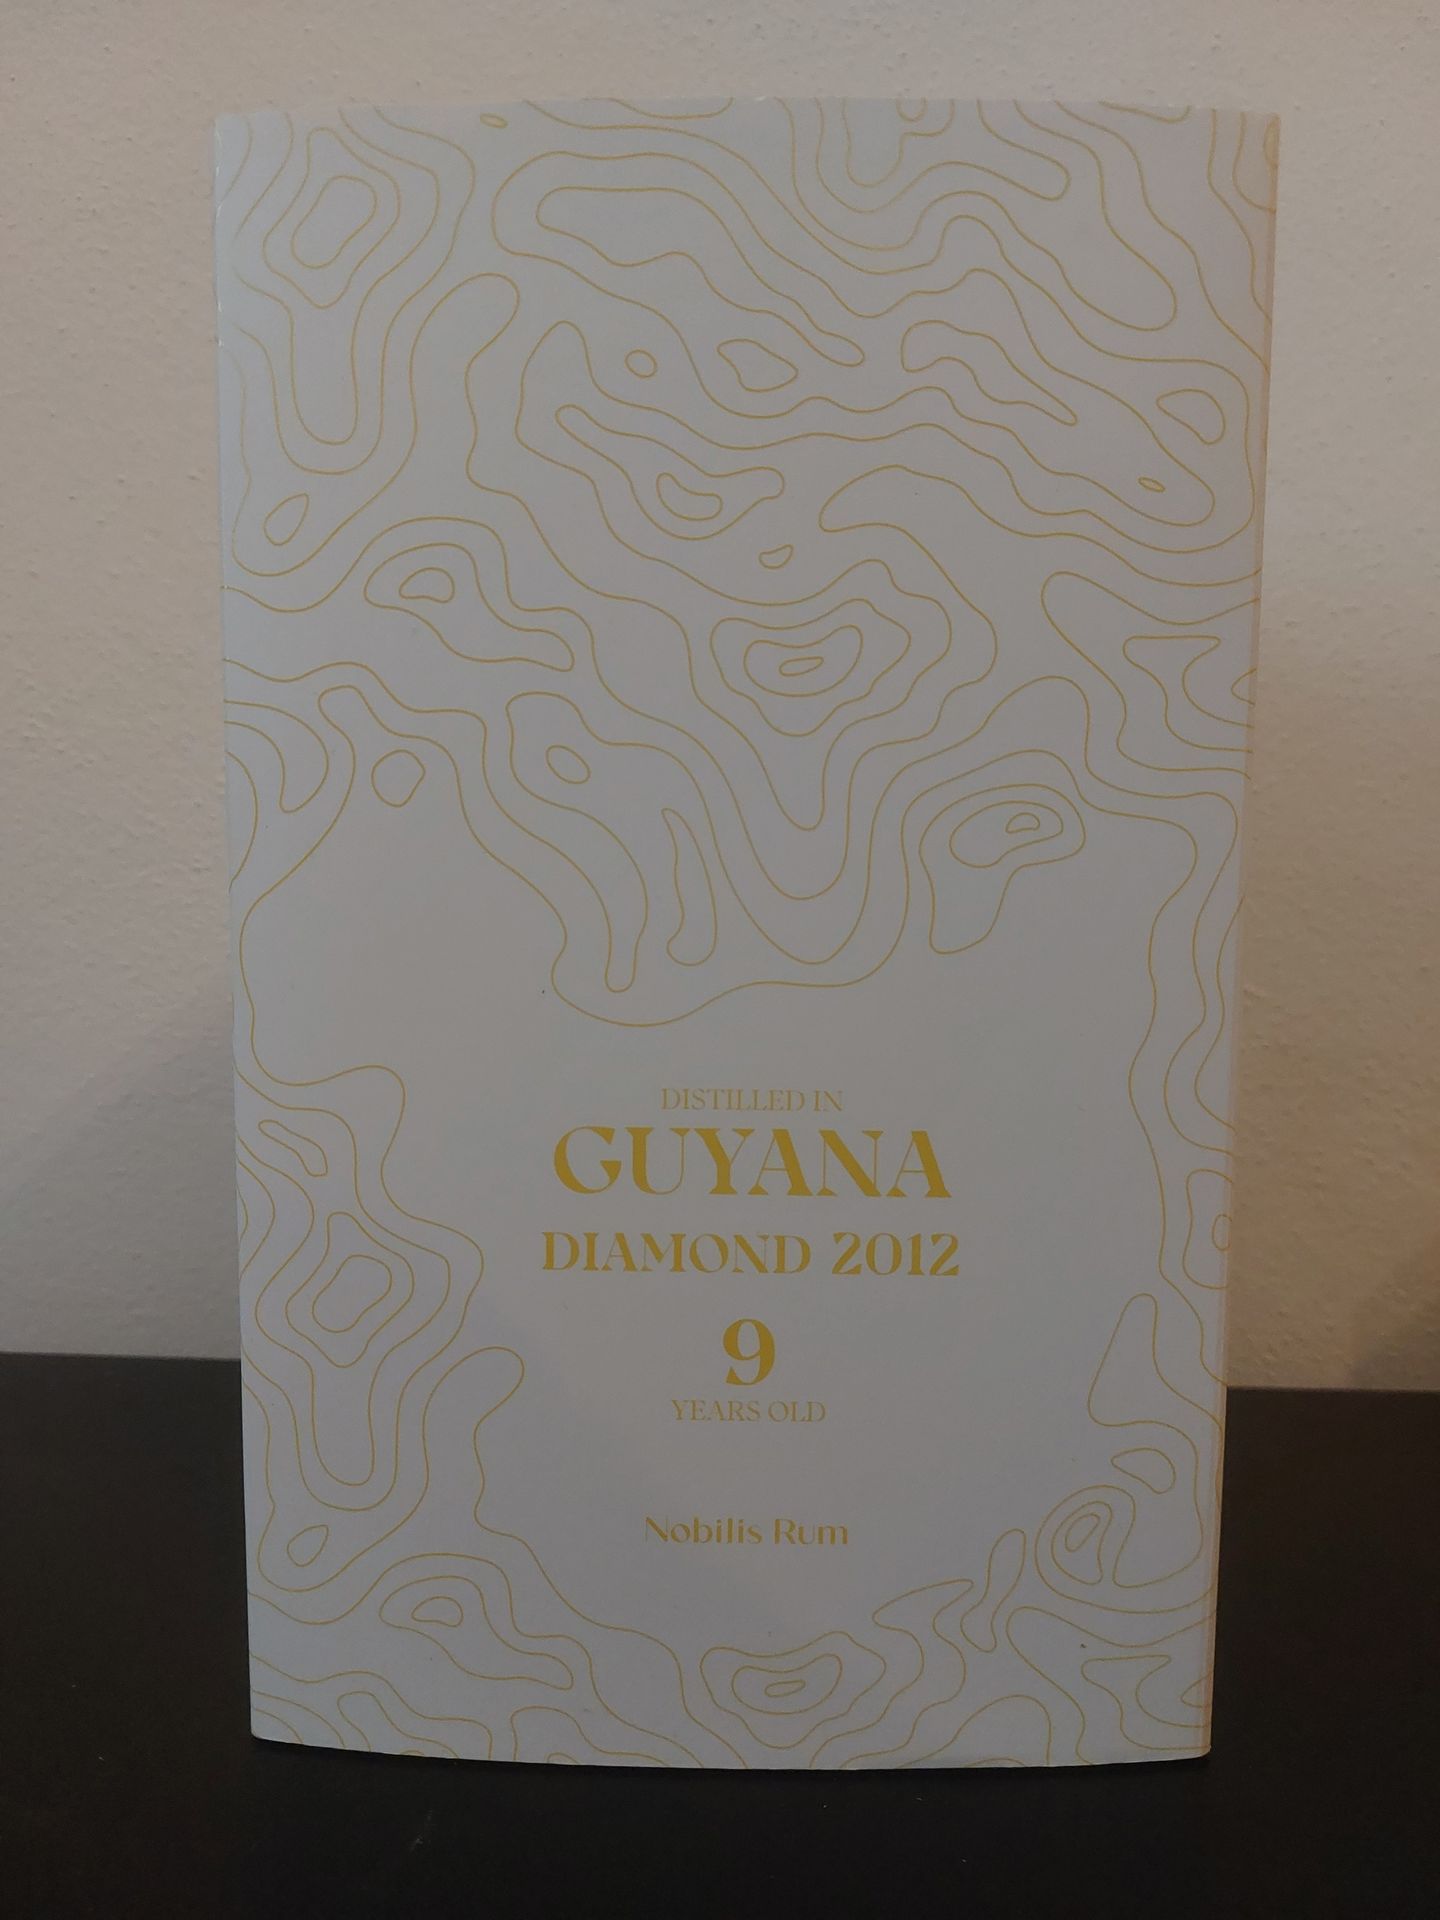 DISTILLED IN
GUYANA
DIAMOND 2012
9
YEARS OLD
Nobilis Rum